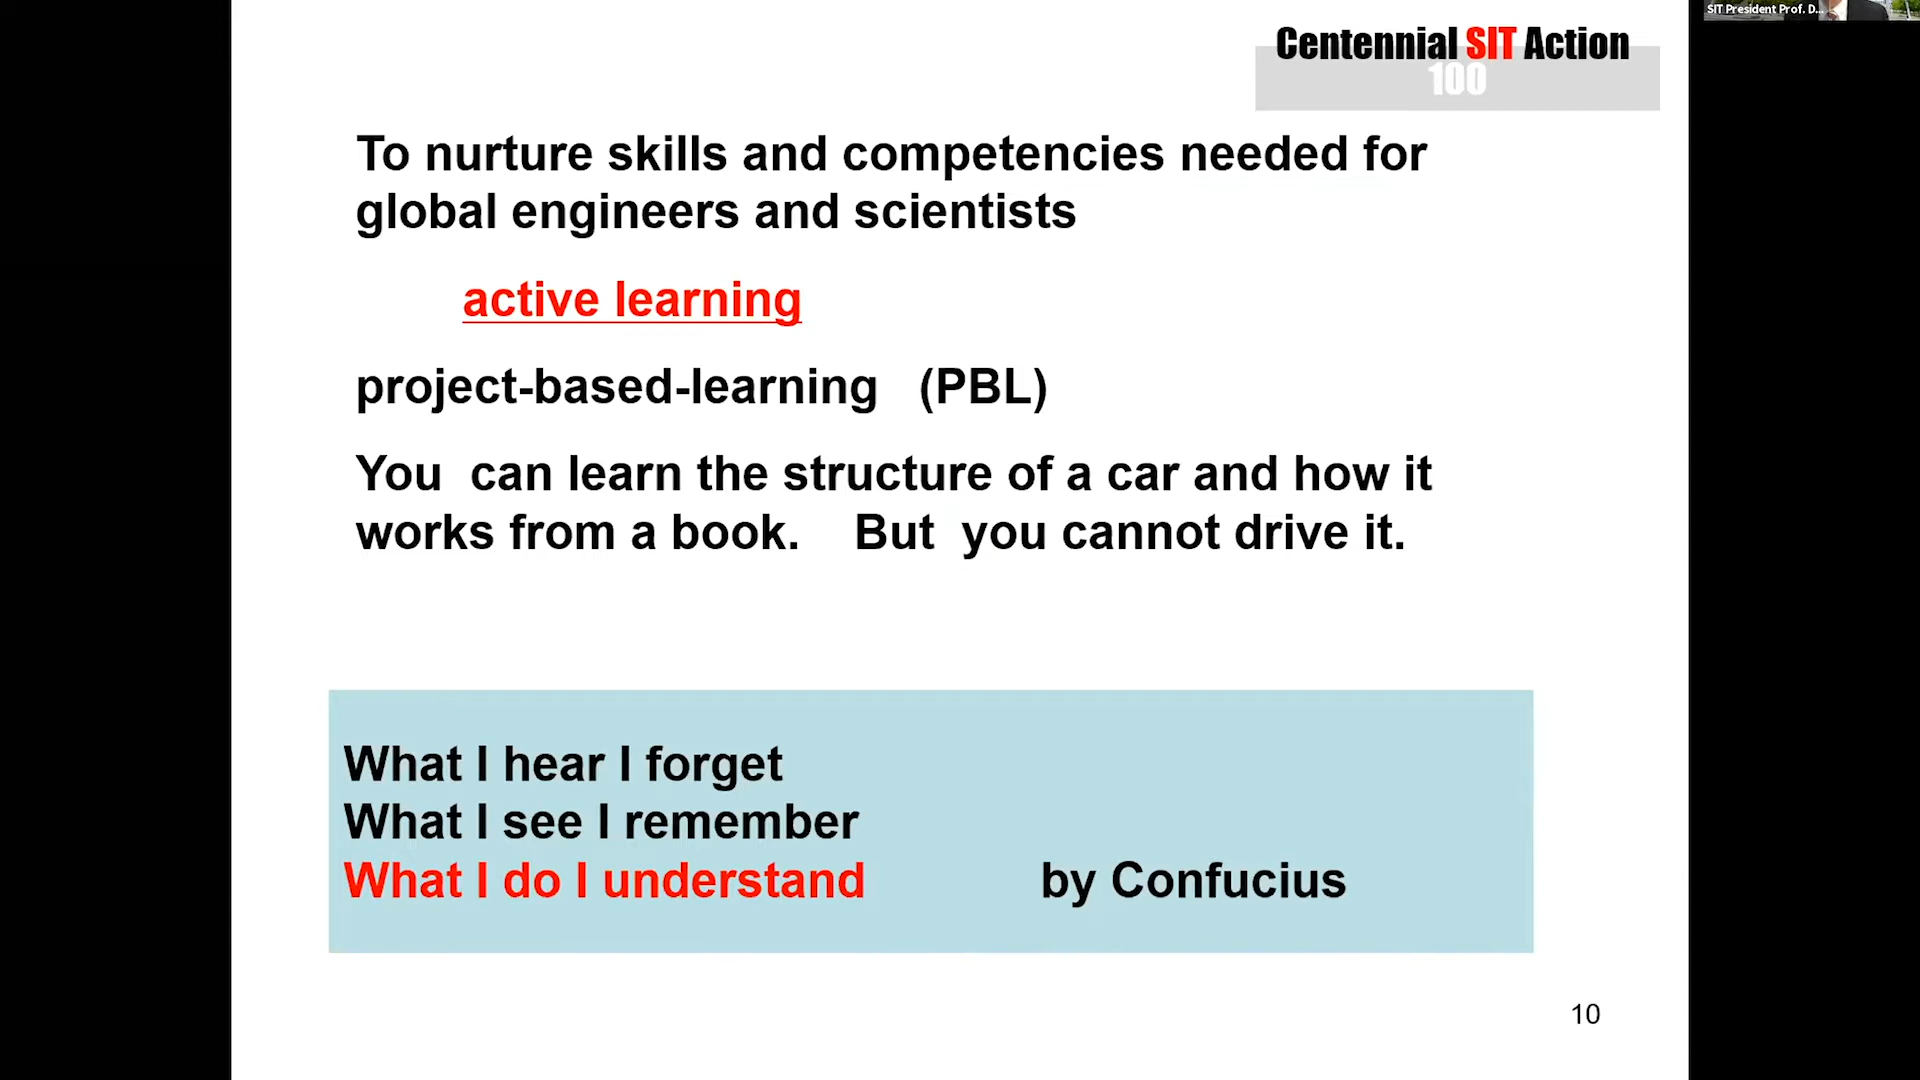 SIT President Prof. D...
Centennial SIT Action
100
To nurture skills and competencies needed for
global engineers and scientists
active learning
project-based-learning (PBL)
You can learn the structure of a car and how it
works from a book. But you cannot drive it.
What I hear I forget
What I see I remember
What I do I understand by Confucius
10